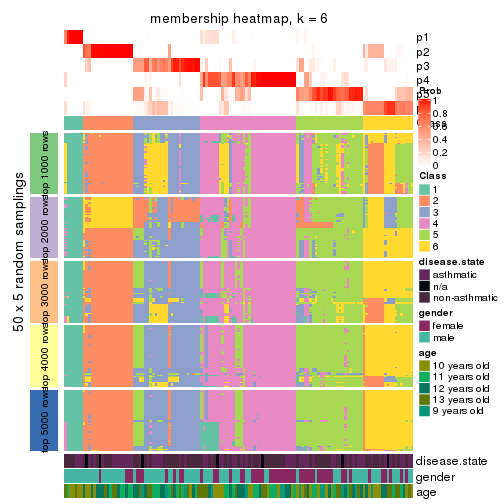 membership heatmap, k = 6
p1
p2
p3
p4
Prob
1
0.8
0.6
0.4
0.2
0
Class
1
2
3
4
5
6
disease.state
asthmatic
n/a
non-asthmatic
gender
female
male
age
10 years old
11 years old
12 years old
13 years old
9 years old
50 x 5 random samplings
top 1000 rows
top 2000 rows
top 3000 rows
top 4000 rows
top 5000 rows
disease.state
gender
age